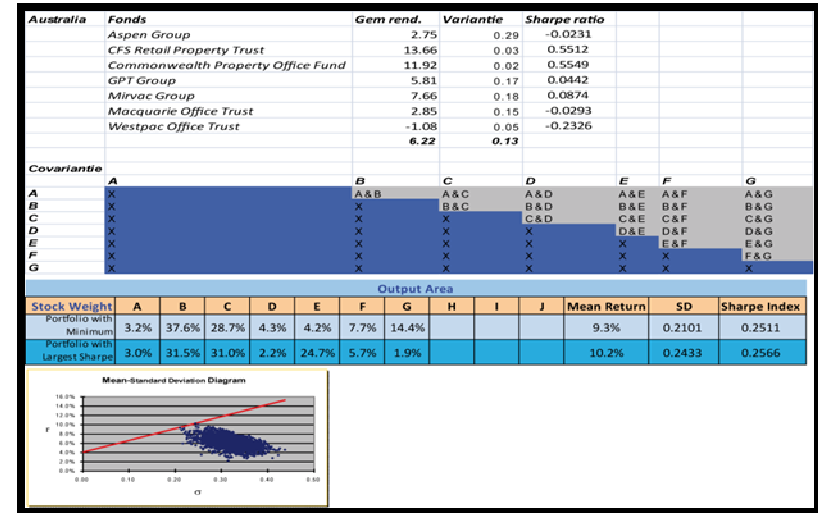 Australia Fonds Gem rend. Variantie Sharpe ratio
Aspen Group 2.75 0.29 -0.0231
CFS Retail Property Trust 13.66 0.03 0.5512
Commonwealth Property Office Fund 11.92 0.02 0.5549
GPT Group 5.81 0.17 0.0442
Mirvac Group 7.66 0.18 0.0874
Macquarie Office Trust 2.85 0.15 -0.0293
Westpac Office Trust -1.08 0.05 -0.2326
6.22 0.13
Covariantie
A B C D E F G
A X A&B A&C A&D A&E A&F A&G
B X X B&C B&D B&E B&F B&G
C X X X C&D C&E C&F C&G
D X X X X D&E D&F D&G
E X X X X X E&F E&G
F X X X X X X F&G
G X X X X X X X
Output Area
Stock Weight A B C D E F G H I J Mean Return SD Sharpe Index
Portfolio with
Minimum 3.2% 37.6% 28.7% 4.3% 4.2% 7.7% 14.4% 9.3% 0.2101 0.2511
Portfolio with
Largest Sharpe 3.0% 31.5% 31.0% 2.2% 24.7% 5.7% 1.9% 10.2% 0.2433 0.2566
Mean-Standard Deviation Diagram
16.0%
14.0%
12.0%
10.0%
r
8.0%
6.0%
4.0%
2.0%
0.0%
0.00 0.10 0.20 0.30 0.40 0.50
σ